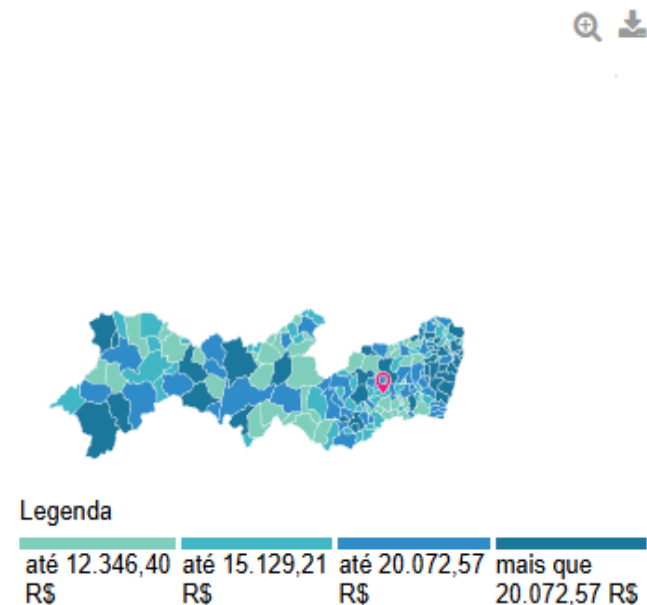 Legenda
até 12.346,40 R$
até 15.129,21 R$
até 20.072,57 R$
mais que 20.072,57 R$